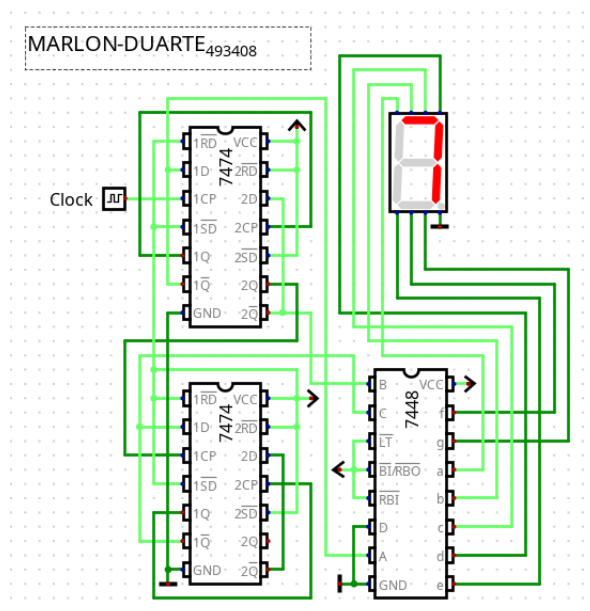 MARLON-DUARTE493408
Clock
7474
1RD VCC
1D 2RD
1CP 2D
1SD 2CP
1Q 2SD
1Q 2Q
GND 2Q
7474
1RD VCC
1D 2RD
1CP 2D
1SD 2CP
1Q 2SD
1Q 2Q
GND 2Q
7448
B VCC
C f
LT g
BI/RBO a
RBI b
D c
A d
GND e